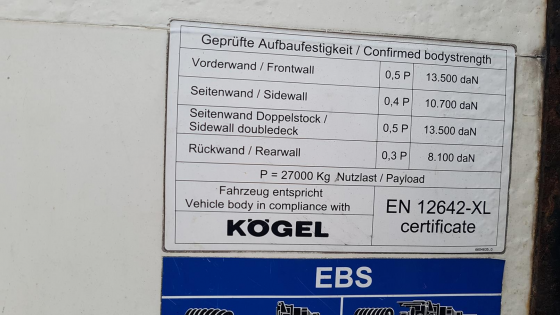 Geprüfte Aufbaufestigkeit / Confirmed bodystrength
Vorderwand / Frontwall 0,5 P 13.500 daN
Seitenwand / Sidewall 0,4 P 10.700 daN
Seitenwand Doppelstock /
Sidewall doubledeck 0,5 P 13.500 daN
Rückwand / Rearwall 0,3 P 8.100 daN
P = 27000 Kg Nutzlast / Payload
Fahrzeug entspricht
Vehicle body in compliance with
KÖGEL
EN 12642-XL
certificate
EBS